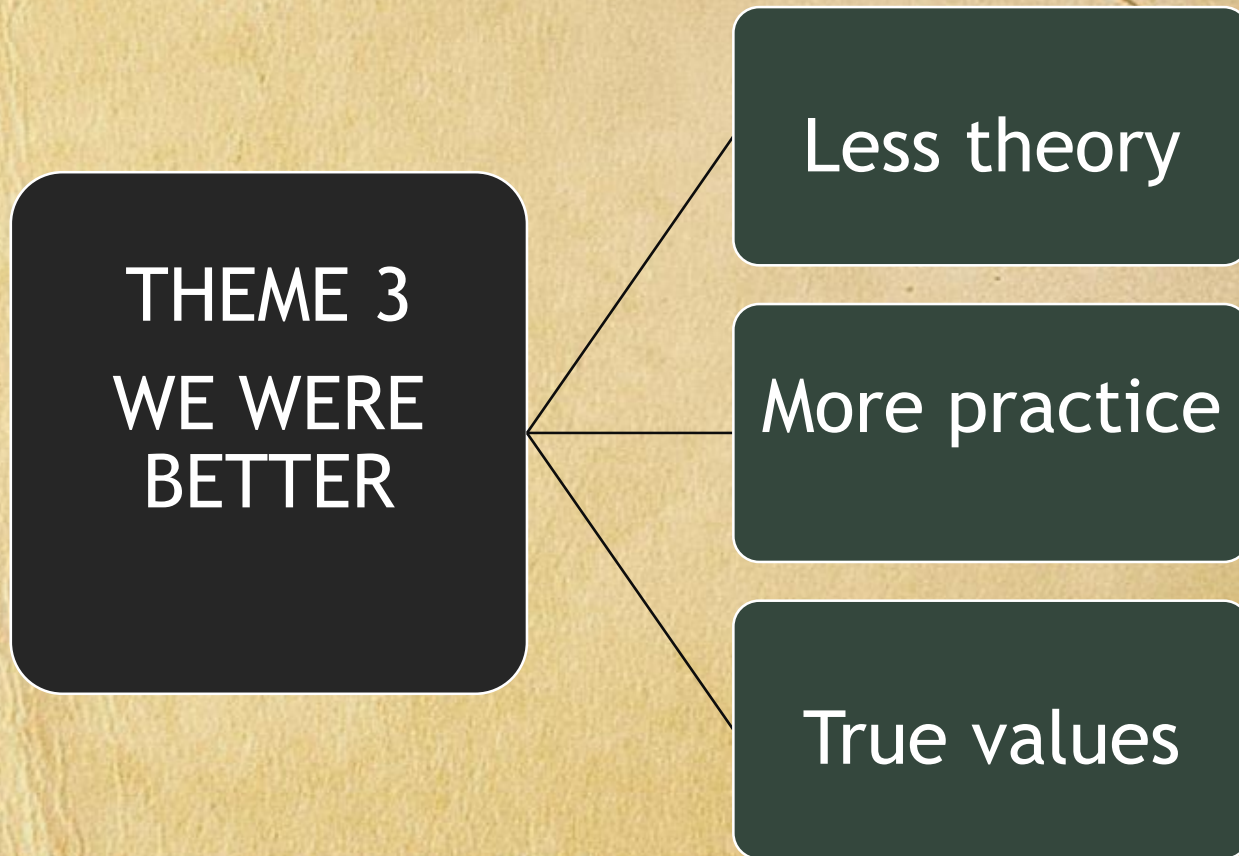 THEME 3
WE WERE
BETTER
Less theory
More practice
True values